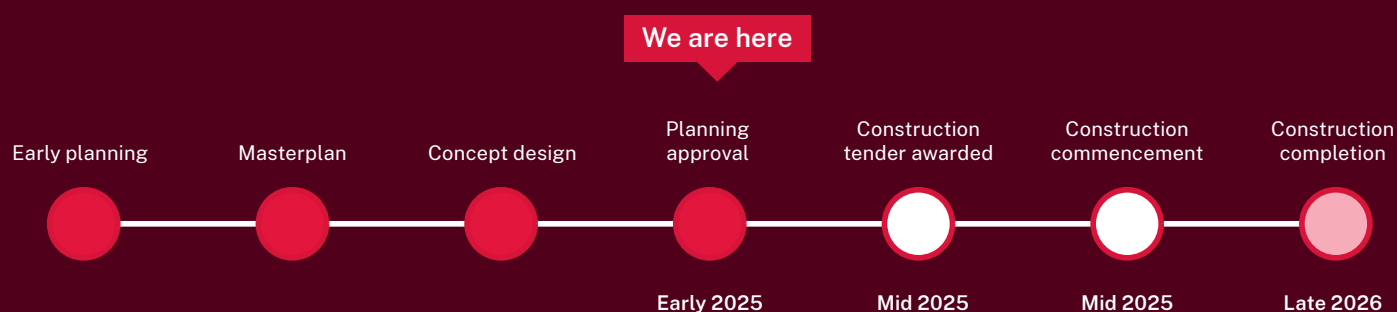 We are here
Early planning
Masterplan
Concept design
Planning
approval
Construction
tender awarded
Construction
commencement
Construction
completion
Early 2025
Mid 2025
Mid 2025
Late 2026